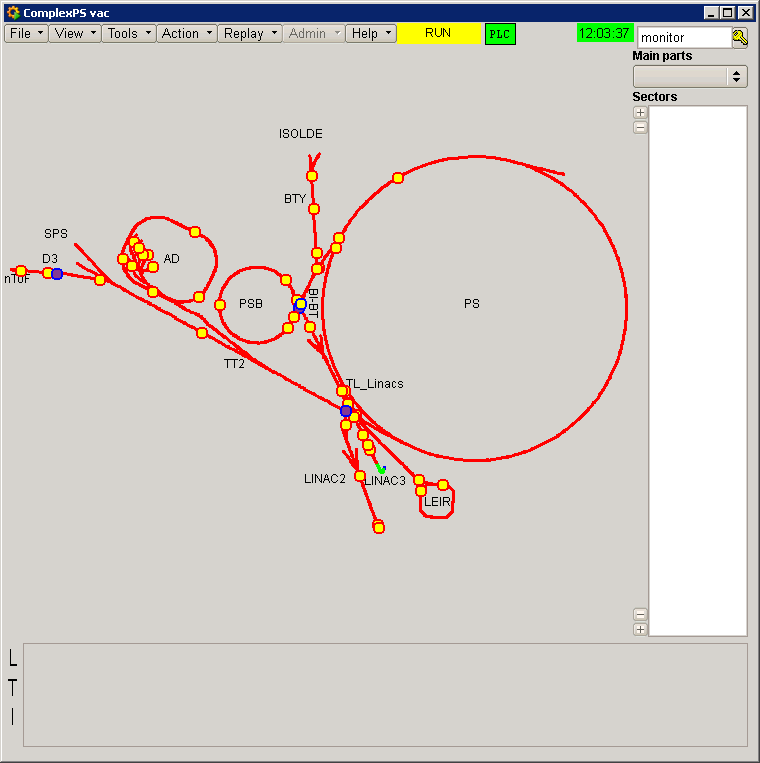 ComplexPS vac
File View Tools Action Replay Admin Help RUN PLC 12:03:37 monitor
Main parts
Sectors
ISOLDE
BTY
SPS
D3
AD
nToF
PSB
BI-BT
PS
TT2
TL_Linacs
LINAC2
LINAC3
LEIR
L
T
I